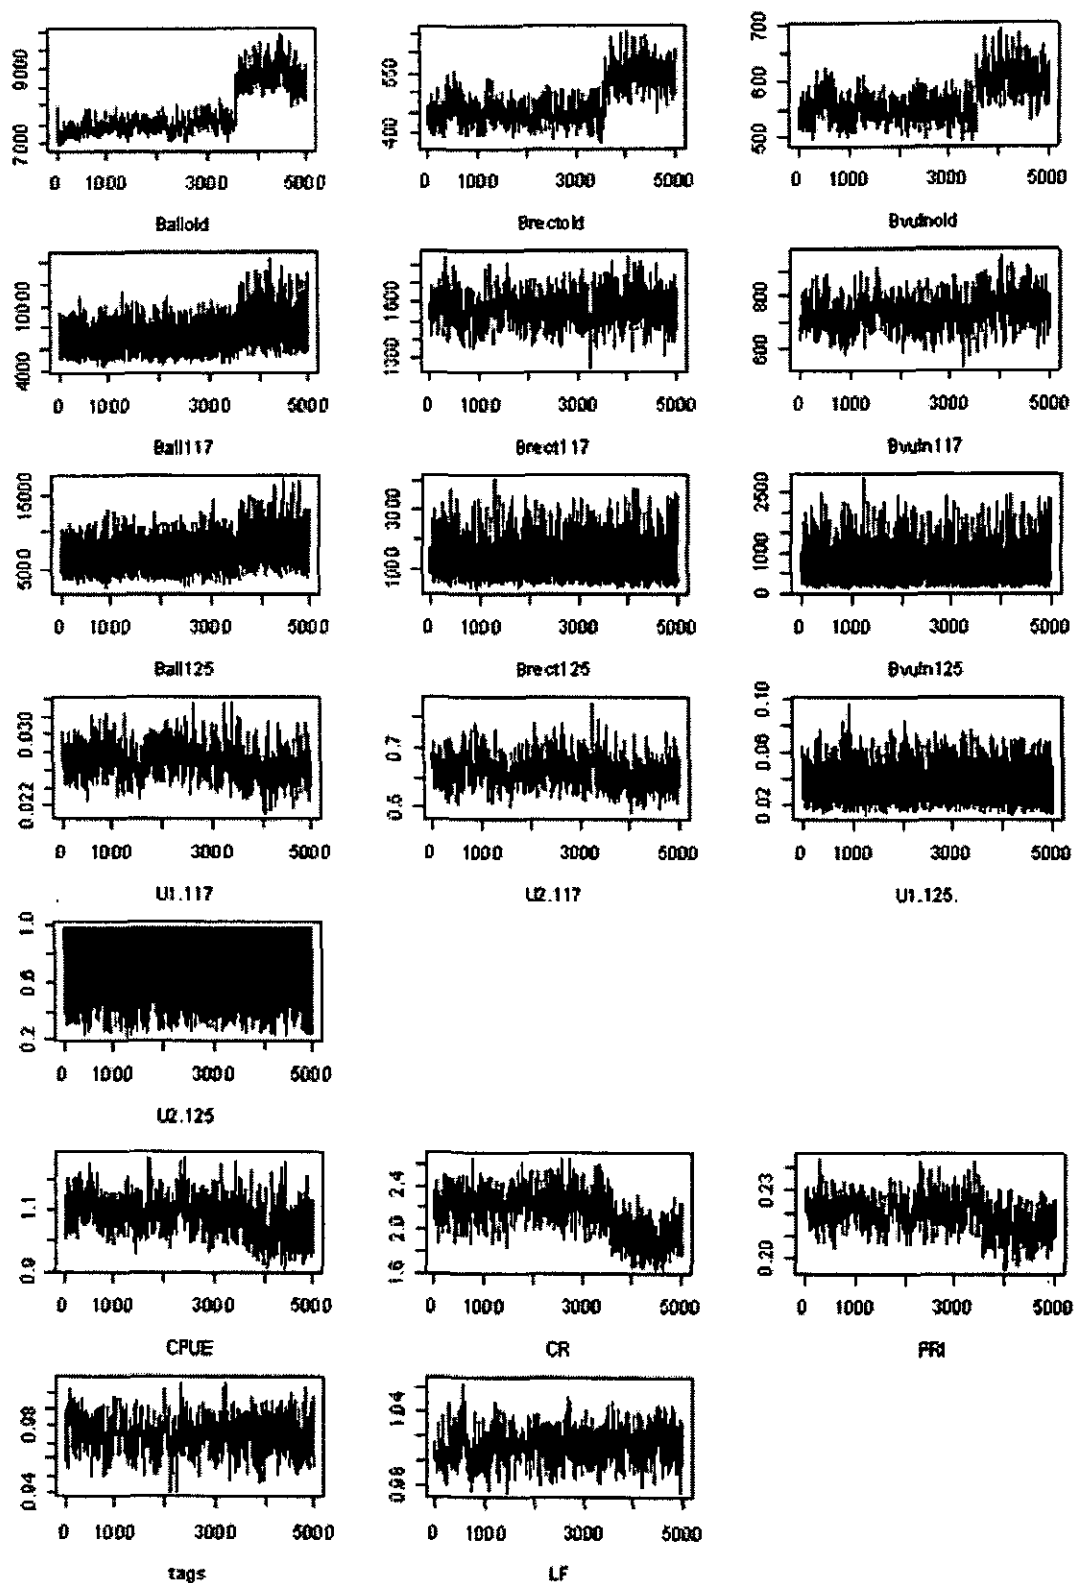 9000
7000
0 1000 3000 5000
Ballold
550
400
0 1000 3000 5000
Brectold
700
600
500
0 1000 3000 5000
Bvulnold
10000
4000
0 1000 3000 5000
Ball117
1600
1300
0 1000 3000 5000
Brect117
800
600
0 1000 3000 5000
Bvuln117
15000
5000
0 1000 3000 5000
Ball125
3000
1000
0 1000 3000 5000
Brect125
2500
1000
0
0 1000 3000 5000
Bvuln125
0.030
0.022
0 1000 3000 5000
U1.117
0.7
0.5
0 1000 3000 5000
U2.117
0.10
0.06
0.02
0 1000 3000 5000
U1.125.
1.0
0.6
0.2
0 1000 3000 5000
U2.125
1.1
0.9
0 1000 3000 5000
CPUE
2.4
2.0
1.6
0 1000 3000 5000
CR
0.23
0.20
0 1000 3000 5000
PRI
0.98
0.94
0 1000 3000 5000
tags
1.04
0.98
0 1000 3000 5000
LF